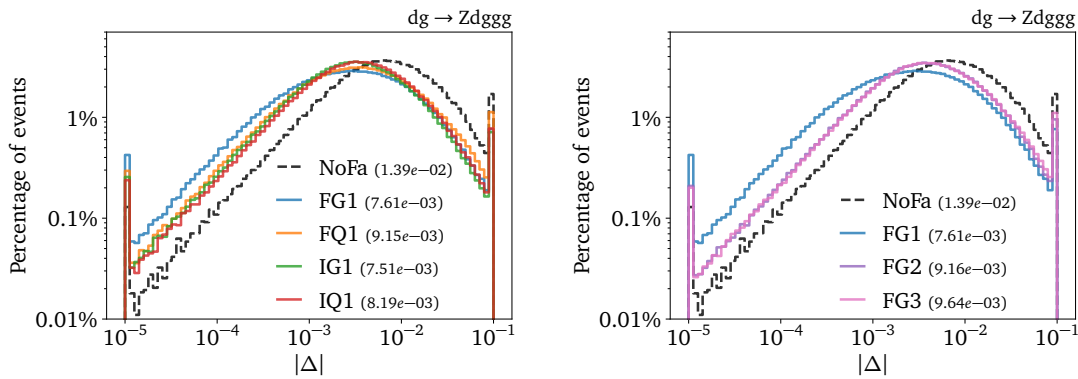 dg → Zdggg
Percentage of events
1%
0.1%
0.01%
NoFa (1.39e−02)
FG1 (7.61e−03)
FQ1 (9.15e−03)
IG1 (7.51e−03)
IQ1 (8.19e−03)
10⁻⁵ 10⁻⁴ 10⁻³ 10⁻² 10⁻¹
|Δ|
dg → Zdggg
Percentage of events
1%
0.1%
0.01%
NoFa (1.39e−02)
FG1 (7.61e−03)
FG2 (9.16e−03)
FG3 (9.64e−03)
10⁻⁵ 10⁻⁴ 10⁻³ 10⁻² 10⁻¹
|Δ|